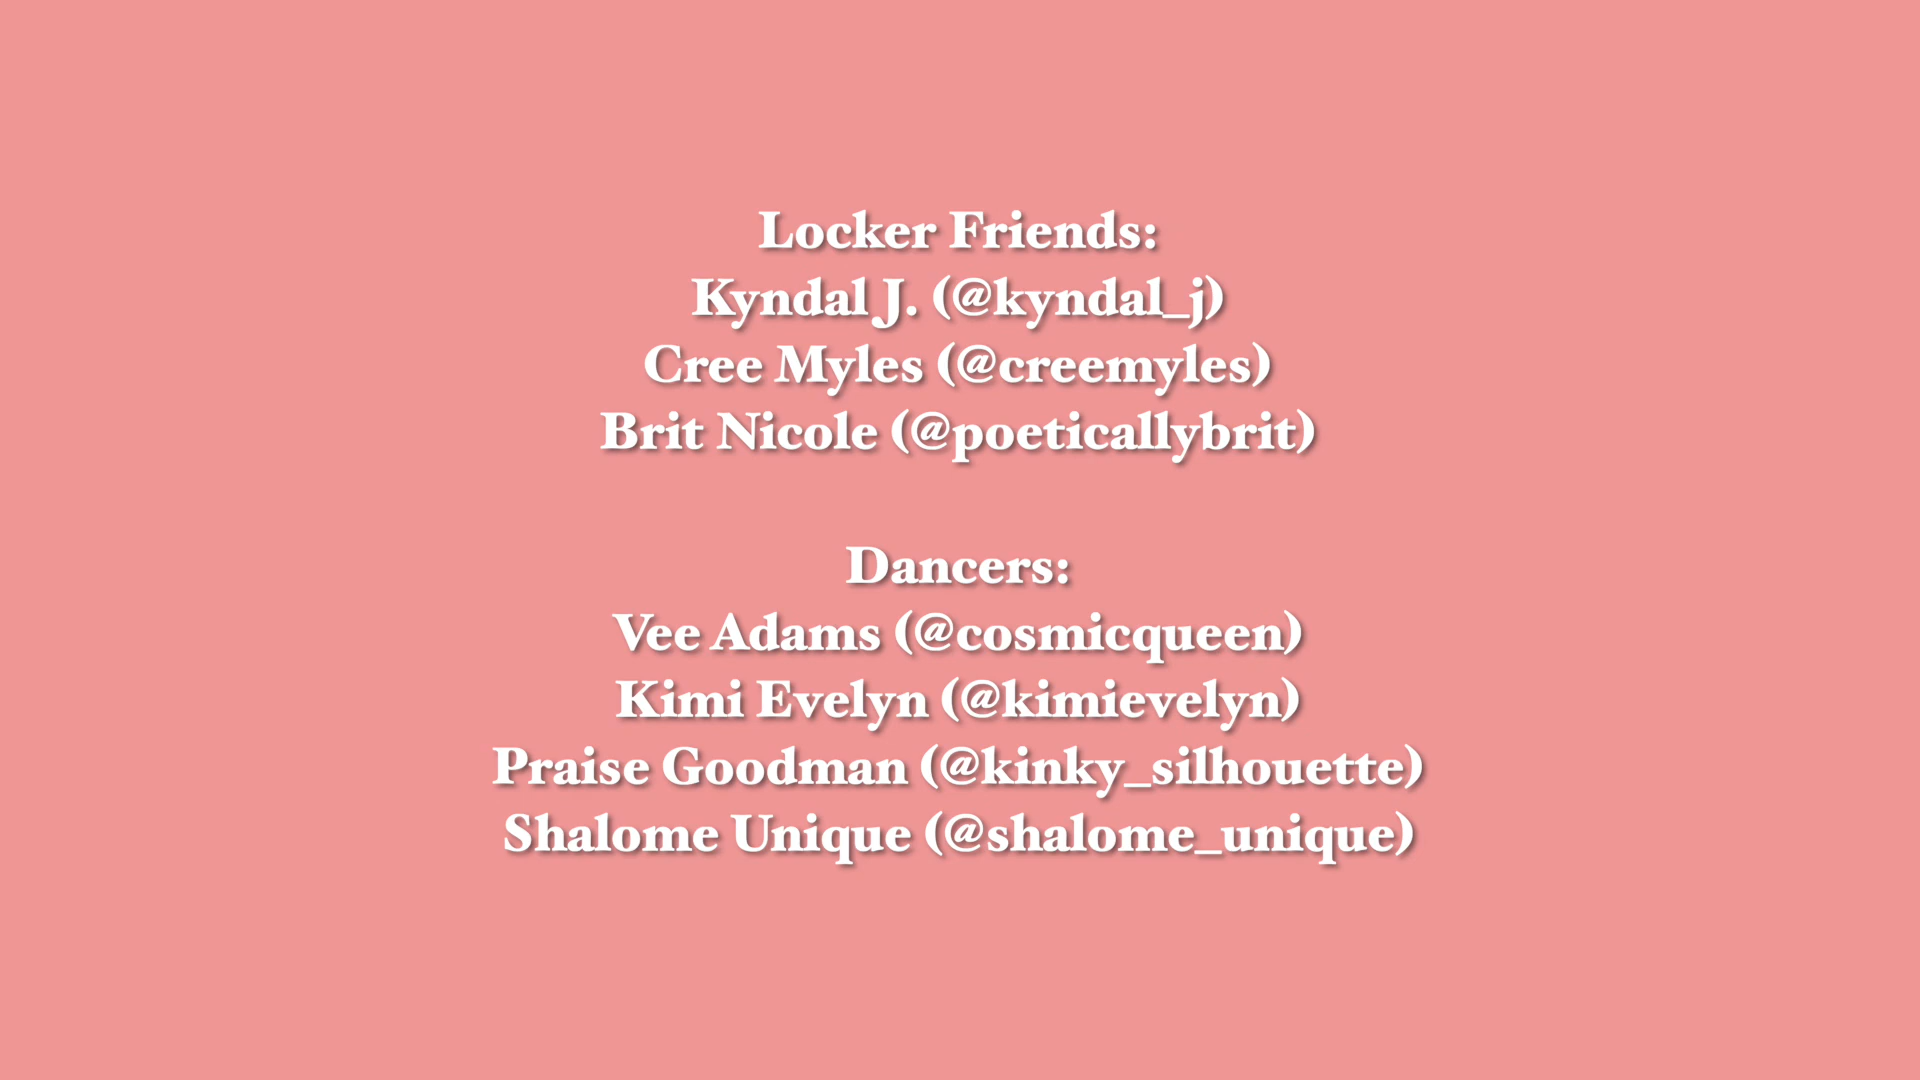 Locker Friends:
Kyndal J. (@kyndal_j)
Cree Myles (@creemyles)
Brit Nicole (@poeticallybrit)
Dancers:
Vee Adams (@cosmicqueen)
Kimi Evelyn (@kimievelyn)
Praise Goodman (@kinky_silhouette)
Shalome Unique (@shalome_unique)